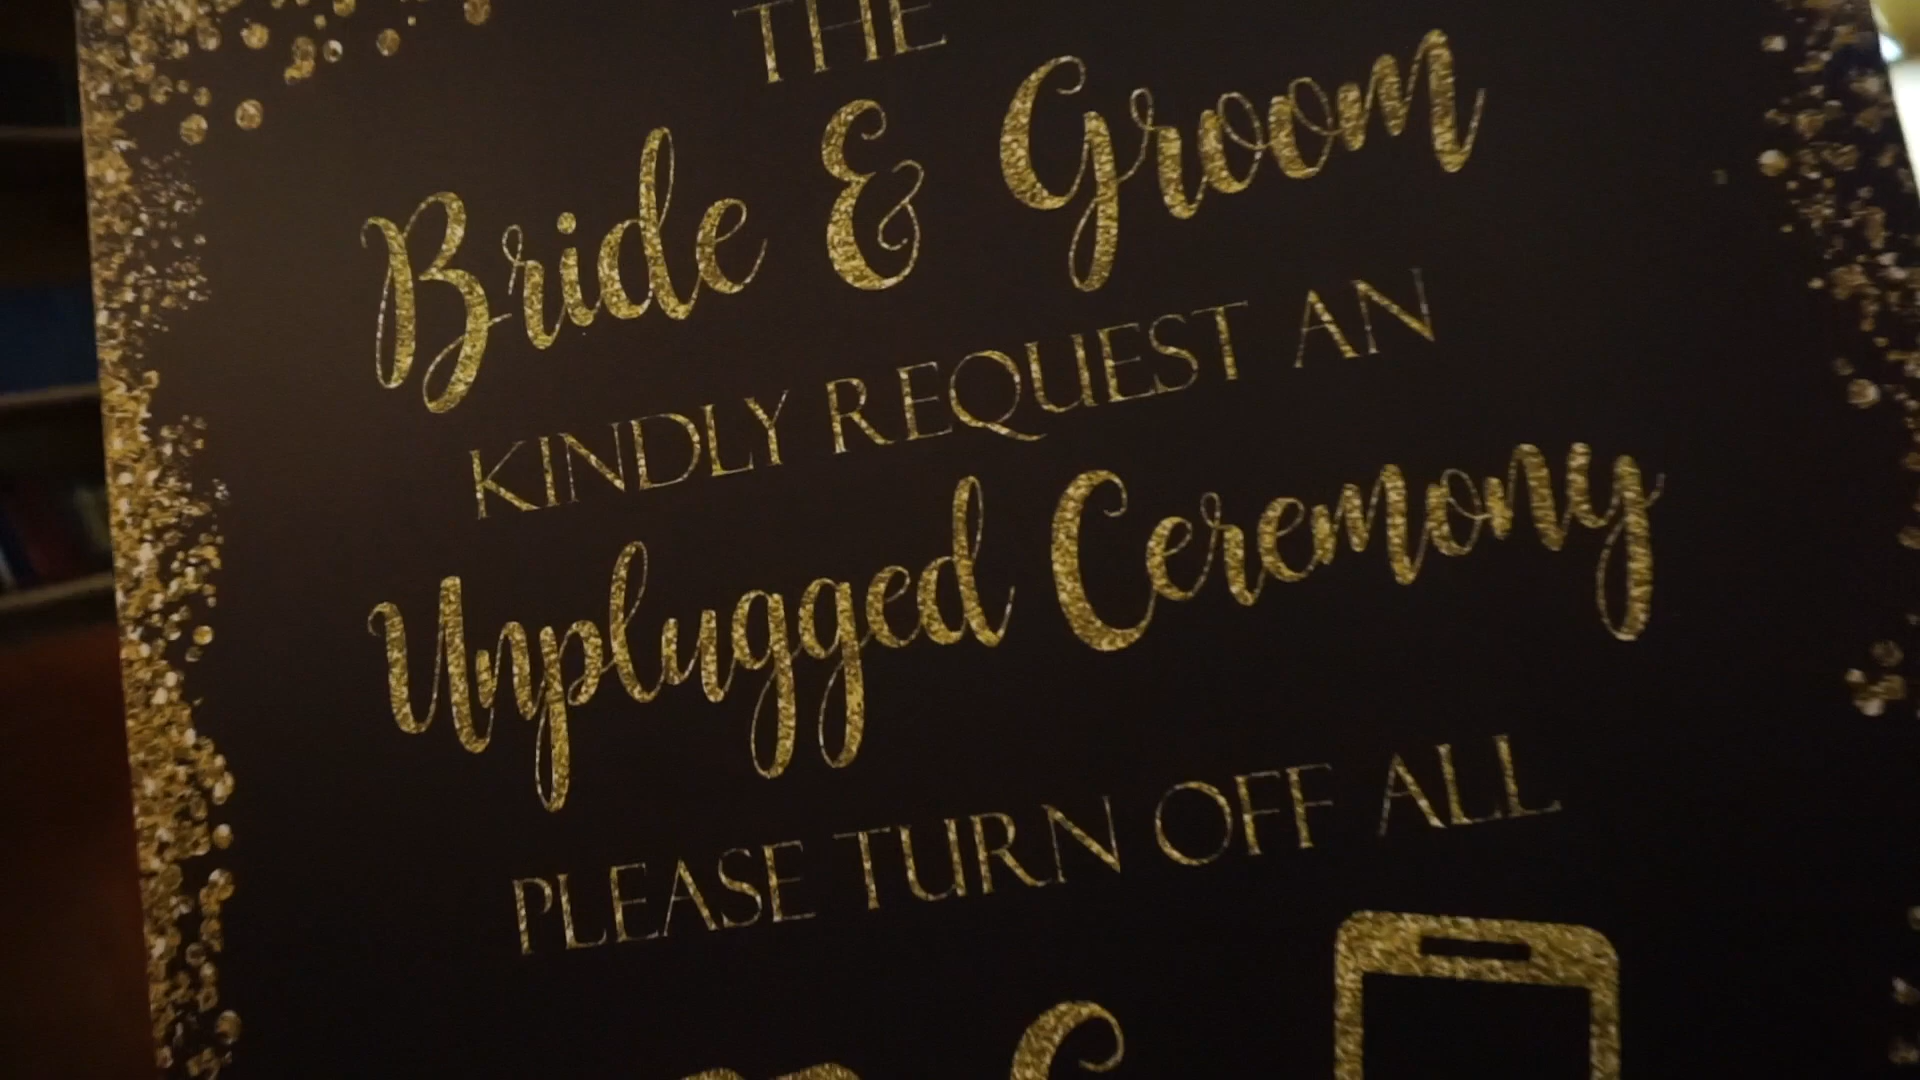 THE
Bride & Groom
KINDLY REQUEST AN
Unplugged Ceremony
PLEASE TURN OFF ALL
&